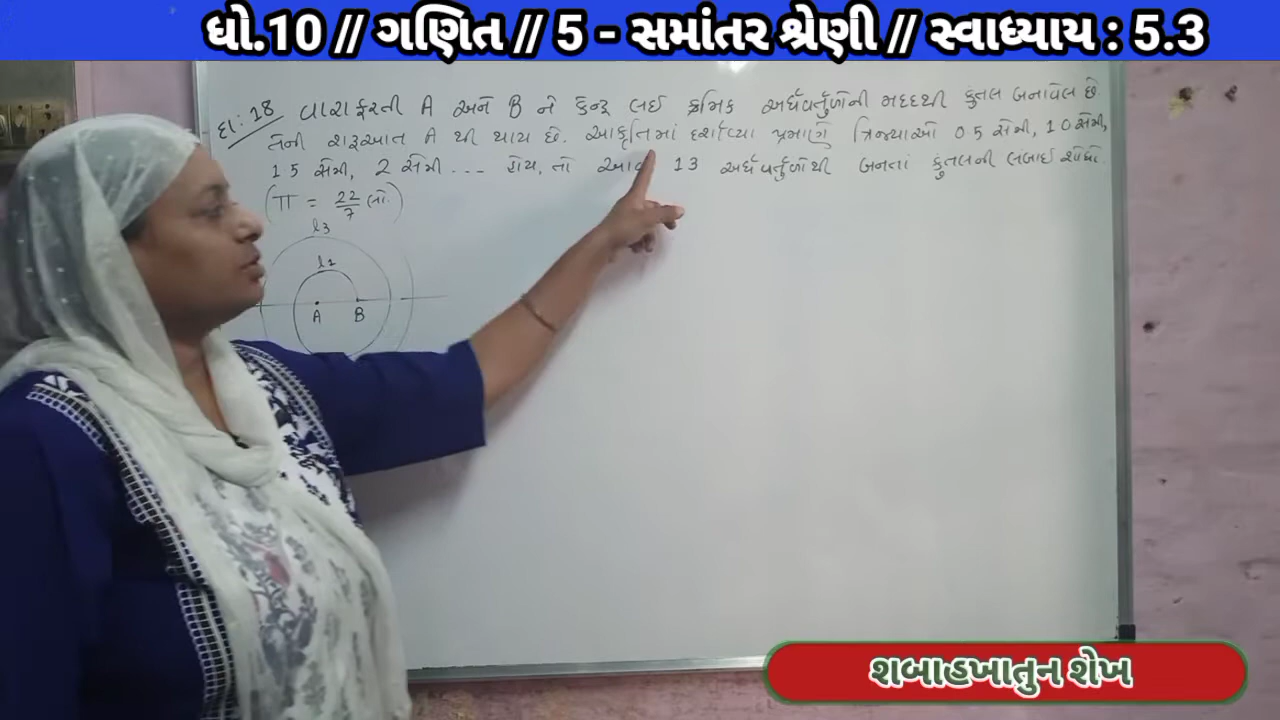 ધો.10 // ગણિત // 5 - સમાંતર શ્રેણી // સ્વાધ્યાય : 5.3
દા: 18 વારાફરતી A અને B ને કેન્દ્ર લઈ ક્રમિક અર્ધવર્તુળોની મદદથી કુંતલ બનાવેલ છે
તેની શરૂઆત A થી થાય છે. આકૃતિમાં દર્શાવ્યા પ્રમાણે ત્રિજ્યાઓ 0.5 સેમી, 1.0 સેમી,
1.5 સેમી, 2 સેમી ... હોય, તો 13 અર્ધવર્તુળોથી બનતાં કુંતલની લંબાઈ શોધો.
(π = 22/7 લો.)
l3
l1
A B
શબાહખાતુન શેખ